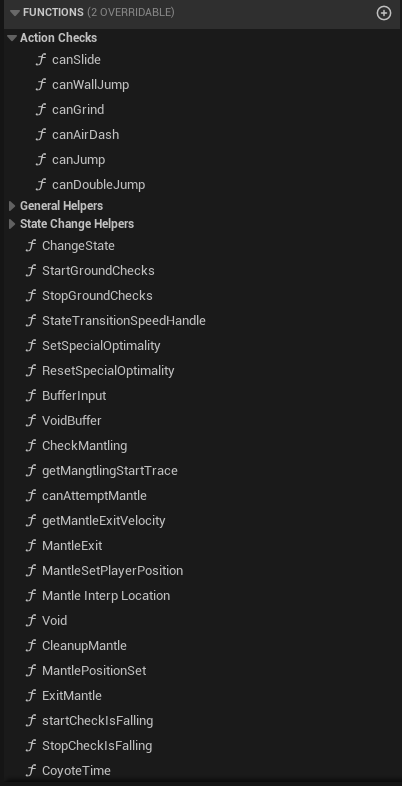 FUNCTIONS (2 OVERRIDABLE)
Action Checks
canSlide
canWallJump
canGrind
canAirDash
canJump
canDoubleJump
General Helpers
State Change Helpers
ChangeState
StartGroundChecks
StopGroundChecks
StateTransitionSpeedHandle
SetSpecialOptimality
ResetSpecialOptimality
BufferInput
VoidBuffer
CheckMantling
getMangtlingStartTrace
canAttemptMantle
getMantleExitVelocity
MantleExit
MantleSetPlayerPosition
Mantle Interp Location
Void
CleanupMantle
MantlePositionSet
ExitMantle
startCheckIsFalling
StopCheckIsFalling
CoyoteTime